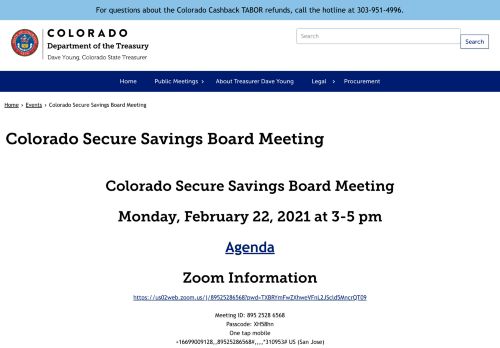 For questions about the Colorado Cashback TABOR refunds, call the hotline at 303-951-4996.
COLORADO
Department of the Treasury
Dave Young, Colorado State Treasurer
Search
Search
Home Public Meetings › About Treasurer Dave Young Legal › Procurement
Home › Events › Colorado Secure Savings Board Meeting
Colorado Secure Savings Board Meeting
Colorado Secure Savings Board Meeting
Monday, February 22, 2021 at 3-5 pm
Agenda
Zoom Information
https://us02web.zoom.us/j/89525286568?pwd=TXBRYmFwZXhweVFnL2JScld5MncrQT09
Meeting ID: 895 2528 6568
Passcode: XH58hn
One tap mobile
+16699009128,,89525286568#,,,,*310953# US (San Jose)